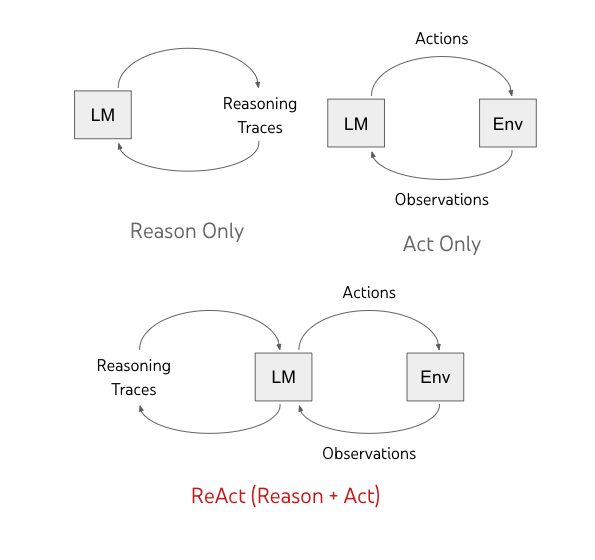 LM
Reasoning
Traces
Reason Only
Actions
LM
Env
Observations
Act Only
Reasoning
Traces
LM
Actions
Env
Observations
ReAct (Reason + Act)